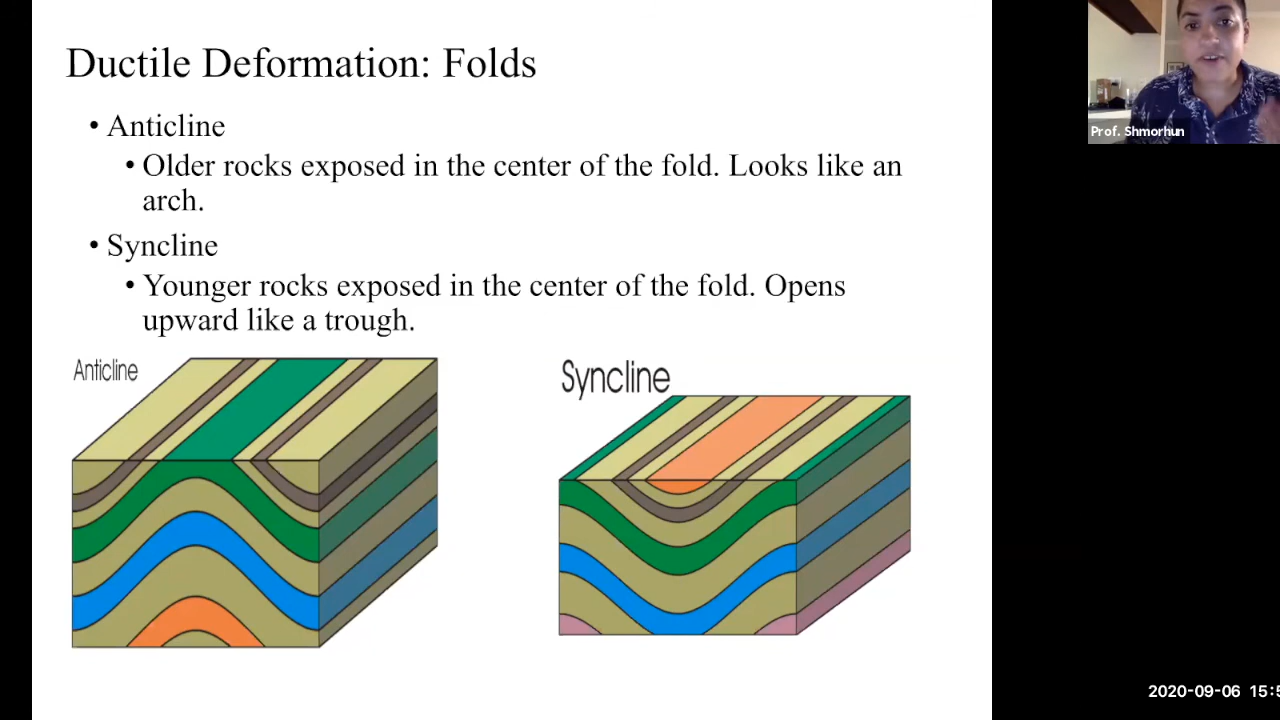 Ductile Deformation: Folds
• Anticline
• Older rocks exposed in the center of the fold. Looks like an
arch.
• Syncline
• Younger rocks exposed in the center of the fold. Opens
upward like a trough.
Anticline
Syncline
Prof. Shmorhun
2020-09-06 15:5